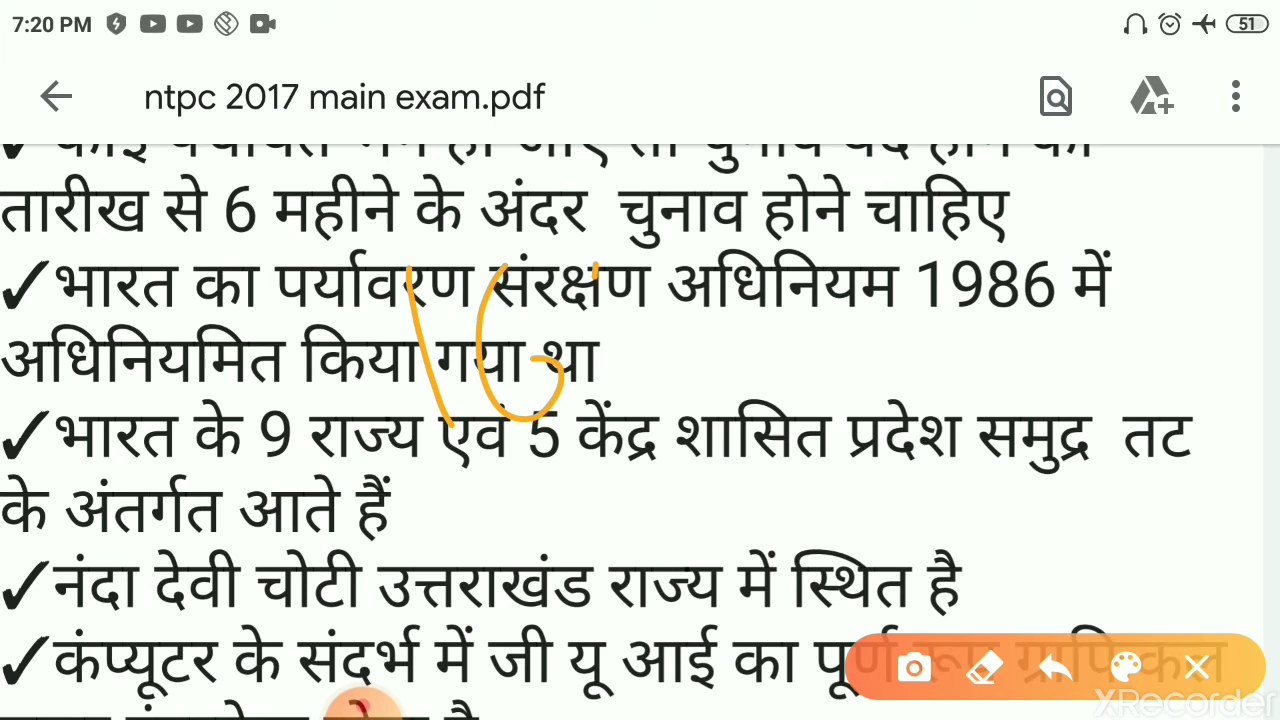 7:20 PM 51
ntpc 2017 main exam.pdf
तारीख से 6 महीने के अंदर चुनाव होने चाहिए
✓भारत का पर्यावरण संरक्षण अधिनियम 1986 में
अधिनियमित किया गया था
✓भारत के 9 राज्य एवं 5 केंद्र शासित प्रदेश समुद्र तट
के अंतर्गत आते हैं
✓नंदा देवी चोटी उत्तराखंड राज्य में स्थित है
✓कंप्यूटर के संदर्भ में जी यू आई का पूर्ण
XRecorder